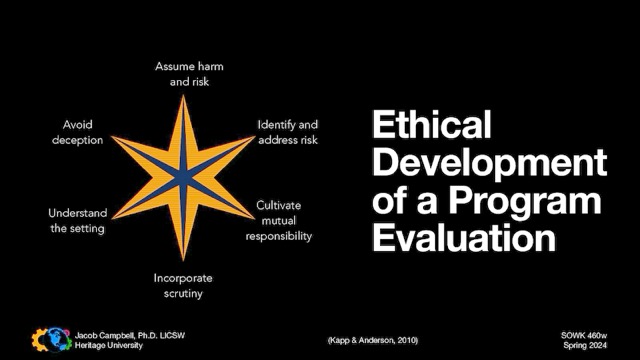 Assume harm
and risk
Identify and
address risk
Cultivate
mutual
responsibility
Incorporate
scrutiny
Understand
the setting
Avoid
deception
Ethical
Development
of a Program
Evaluation
Jacob Campbell, Ph.D. LICSW
Heritage University
(Kapp & Anderson, 2010)
SOWK 460w
Spring 2024